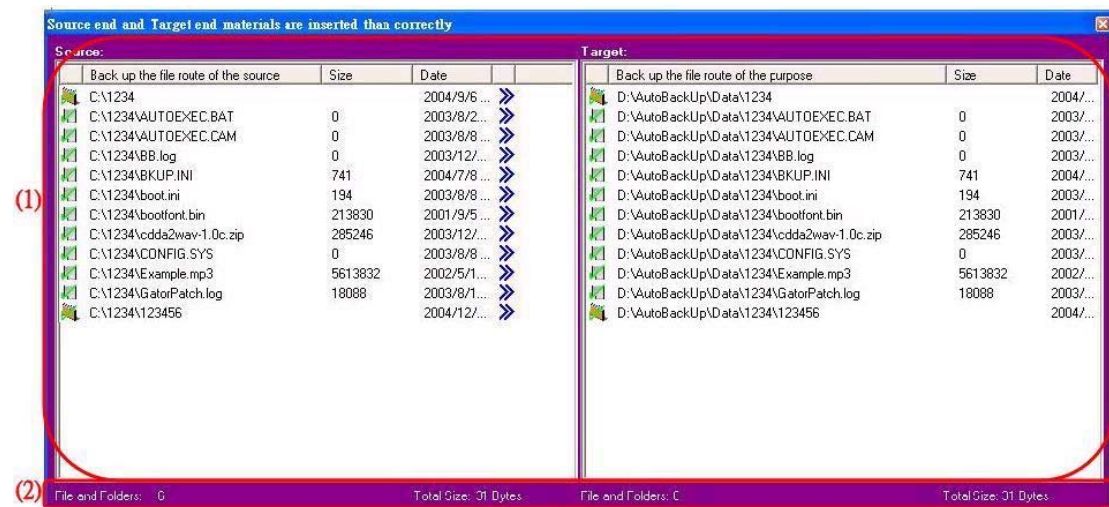 Source end and Target end materials are inserted than correctly
Source: Target:
Back up the file route of the source Size Date Back up the file route of the purpose Size Date
C:\1234 2004/9/6 ... D:\AutoBackUp\Data\1234 2004/...
C:\1234\AUTOEXEC.BAT 0 2003/8/2... D:\AutoBackUp\Data\1234\AUTOEXEC.BAT 0 2003/...
C:\1234\AUTOEXEC.CAM 0 2003/8/8 ... D:\AutoBackUp\Data\1234\AUTOEXEC.CAM 0 2003/...
C:\1234\BB.log 0 2003/12/... D:\AutoBackUp\Data\1234\BB.log 0 2003/...
C:\1234\BKUP.INI 741 2004/7/8 ... D:\AutoBackUp\Data\1234\BKUP.INI 741 2004/...
(1) C:\1234\boot.ini 194 2003/8/8 ... D:\AutoBackUp\Data\1234\boot.ini 194 2003/...
C:\1234\bootfont.bin 213830 2001/9/5 ... D:\AutoBackUp\Data\1234\bootfont.bin 213830 2001/...
C:\1234\cdda2wav-1.0c.zip 285246 2003/12/... D:\AutoBackUp\Data\1234\cdda2wav-1.0c.zip 285246 2003/...
C:\1234\CONFIG.SYS 0 2003/8/8 ... D:\AutoBackUp\Data\1234\CONFIG.SYS 0 2003/...
C:\1234\Example.mp3 5613832 2002/5/1... D:\AutoBackUp\Data\1234\Example.mp3 5613832 2002/...
C:\1234\GatorPatch.log 18088 2003/8/1... D:\AutoBackUp\Data\1234\GatorPatch.log 18088 2003/...
C:\1234\123456 2004/12/... D:\AutoBackUp\Data\1234\123456 2004/...
(2) File and Folders: Total Size: Bytes File and Folders: Total Size: Bytes